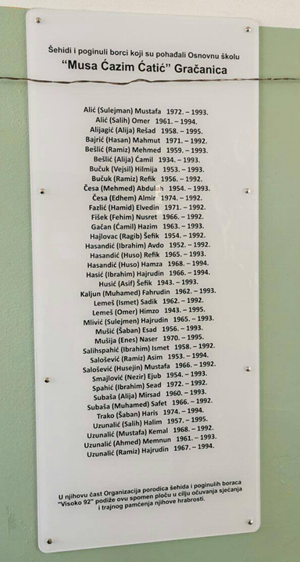 Šehidi i poginuli borci koji su pohađali Osnovnu školu
“Musa Ćazim Ćatić” Gračanica
Alić (Sulejman) Mustafa 1972. – 1993.
Alić (Salih) Omer 1961. – 1994.
Alijagić (Alija) Rešad 1958. – 1995.
Bajrić (Hasan) Mahmut 1971. – 1992.
Bešlić (Ramiz) Mehmed 1959. – 1993.
Bešlić (Alija) Ćamil 1934. – 1993.
Bučuk (Vejsil) Hilmija 1953. – 1993.
Bučuk (Ramiz) Refik 1956. – 1992.
Česa (Mehmed) Abdulah 1954. – 1993.
Česa (Edhem) Almir 1974. – 1992.
Fazlić (Hamid) Elvedin 1971. – 1992.
Fišek (Fehim) Nusret 1966. – 1992.
Gačan (Ćamil) Hazim 1963. – 1993.
Hajlovac (Ragib) Šefik 1954. – 1992.
Hasandić (Ibrahim) Avdo 1952. – 1993.
Hasandić (Huso) Refik 1965. – 1993.
Hasandić (Huso) Hamza 1968. – 1994.
Hasić (Ibrahim) Hajrudin 1966. – 1994.
Husić (Asif) Šefik 1943. – 1993.
Kaljun (Muhamed) Fahrudin 1962. – 1993.
Lemeš (Ismet) Sadik 1962. – 1992.
Lemeš (Omer) Himzo 1943. – 1995.
Mlivić (Sulejmen) Hajrudin 1965. – 1993.
Mušić (Šaban) Esad 1956. – 1993.
Mušija (Enes) Naser 1970. – 1995.
Salihspahić (Ibrahim) Ismet 1958. – 1992.
Salošević (Ramiz) Asim 1953. – 1994.
Salošević (Husejin) Mustafa 1966. – 1992.
Smajlović (Nezir) Ejub 1954. – 1993.
Spahić (Ibrahim) Sead 1972. – 1992.
Subaša (Alija) Mirsad 1960. – 1993.
Subaša (Muhamed) Safet 1966. – 1992.
Trako (Šaban) Haris 1974. – 1994.
Uzunalić (Salih) Halim 1957. – 1995.
Uzunalić (Mustafa) Kemal 1968. – 1992.
Uzunalić (Ahmed) Memnun 1961. – 1993.
Uzunalić (Ramiz) Hajrudin 1967. – 1994.
U njihovu čast Organizacija porodica šehida i poginulih boraca
“Visoko 92” podiže ovu spomen ploču u cilju očuvanja sjećanja
i trajnog pamćenja njihove hrabrosti.